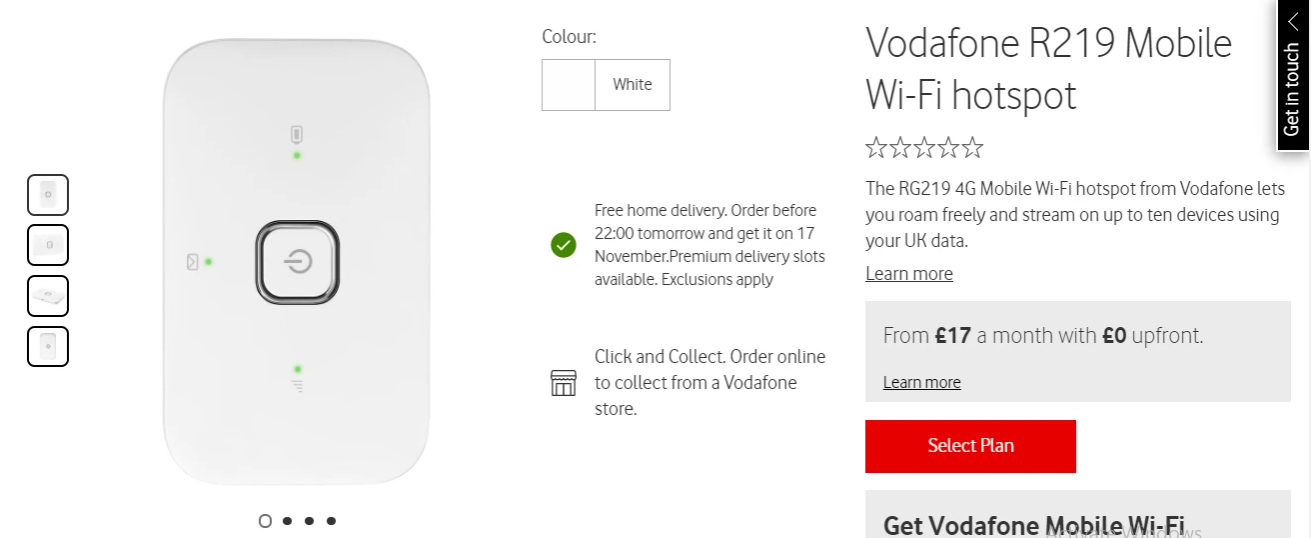 Colour:
White
Free home delivery. Order before
22:00 tomorrow and get it on 17
November.Premium delivery slots
available. Exclusions apply
Click and Collect. Order online
to collect from a Vodafone
store.
Vodafone R219 Mobile
Wi-Fi hotspot
The RG219 4G Mobile Wi-Fi hotspot from Vodafone lets
you roam freely and stream on up to ten devices using
your UK data.
Learn more
From £17 a month with £0 upfront.
Learn more
Select Plan
Get Vodafone Mobile Wi-Fi
Activate Windows
Get in touch